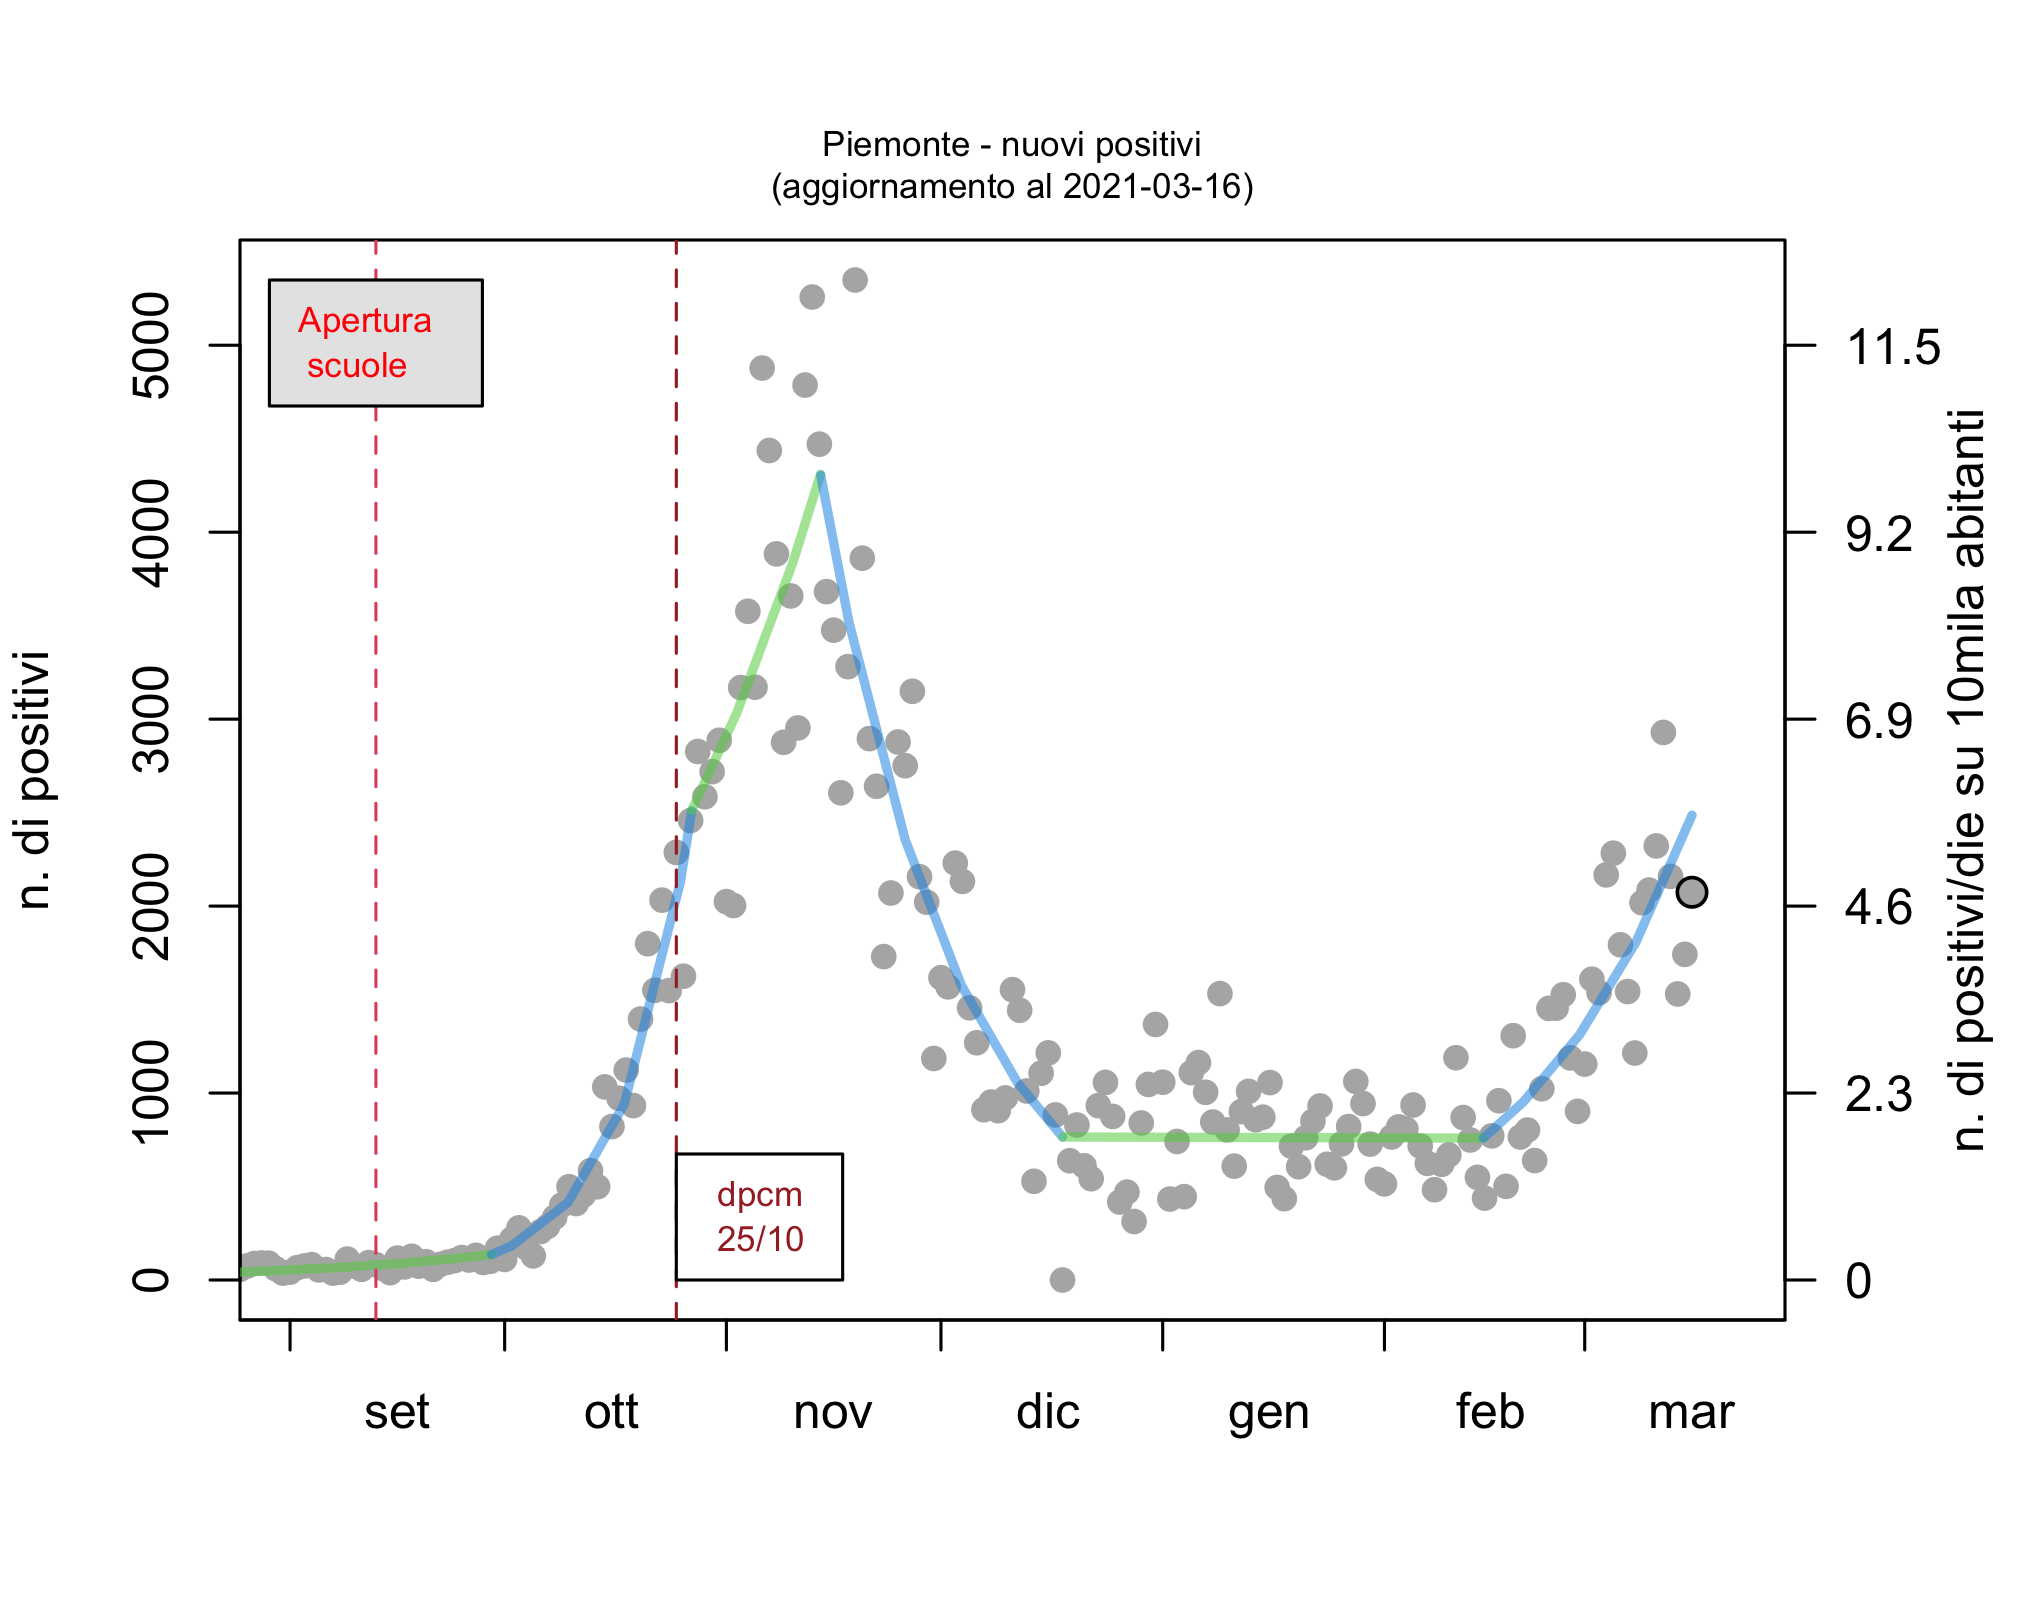 Piemonte - nuovi positivi
(aggiornamento al 2021-03-16)
n. di positivi
5000
4000
3000
2000
1000
0
Apertura
scuole
dpcm
25/10
11.5
9.2
6.9
4.6
2.3
0
n. di positivi/die su 10mila abitanti
set ott nov dic gen feb mar